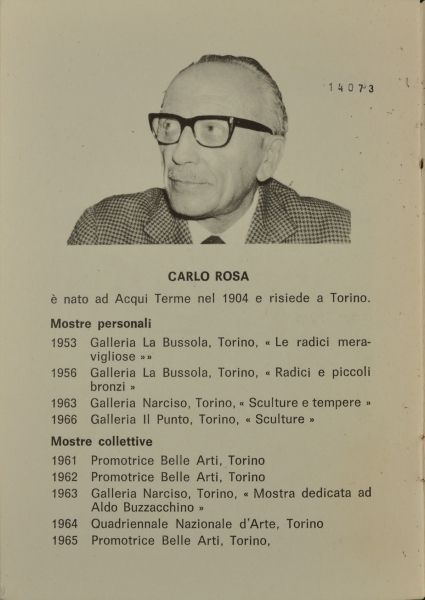 14073
CARLO ROSA
è nato ad Acqui Terme nel 1904 e risiede a Torino.
Mostre personali
1953 Galleria La Bussola, Torino, « Le radici mera-
vigliose »»
1956 Galleria La Bussola, Torino, « Radici e piccoli
bronzi »
1963 Galleria Narciso, Torino, « Sculture e tempere »
1966 Galleria Il Punto, Torino, « Sculture »
Mostre collettive
1961 Promotrice Belle Arti, Torino
1962 Promotrice Belle Arti, Torino
1963 Galleria Narciso, Torino, « Mostra dedicata ad
Aldo Buzzacchino »
1964 Quadriennale Nazionale d'Arte, Torino
1965 Promotrice Belle Arti, Torino,